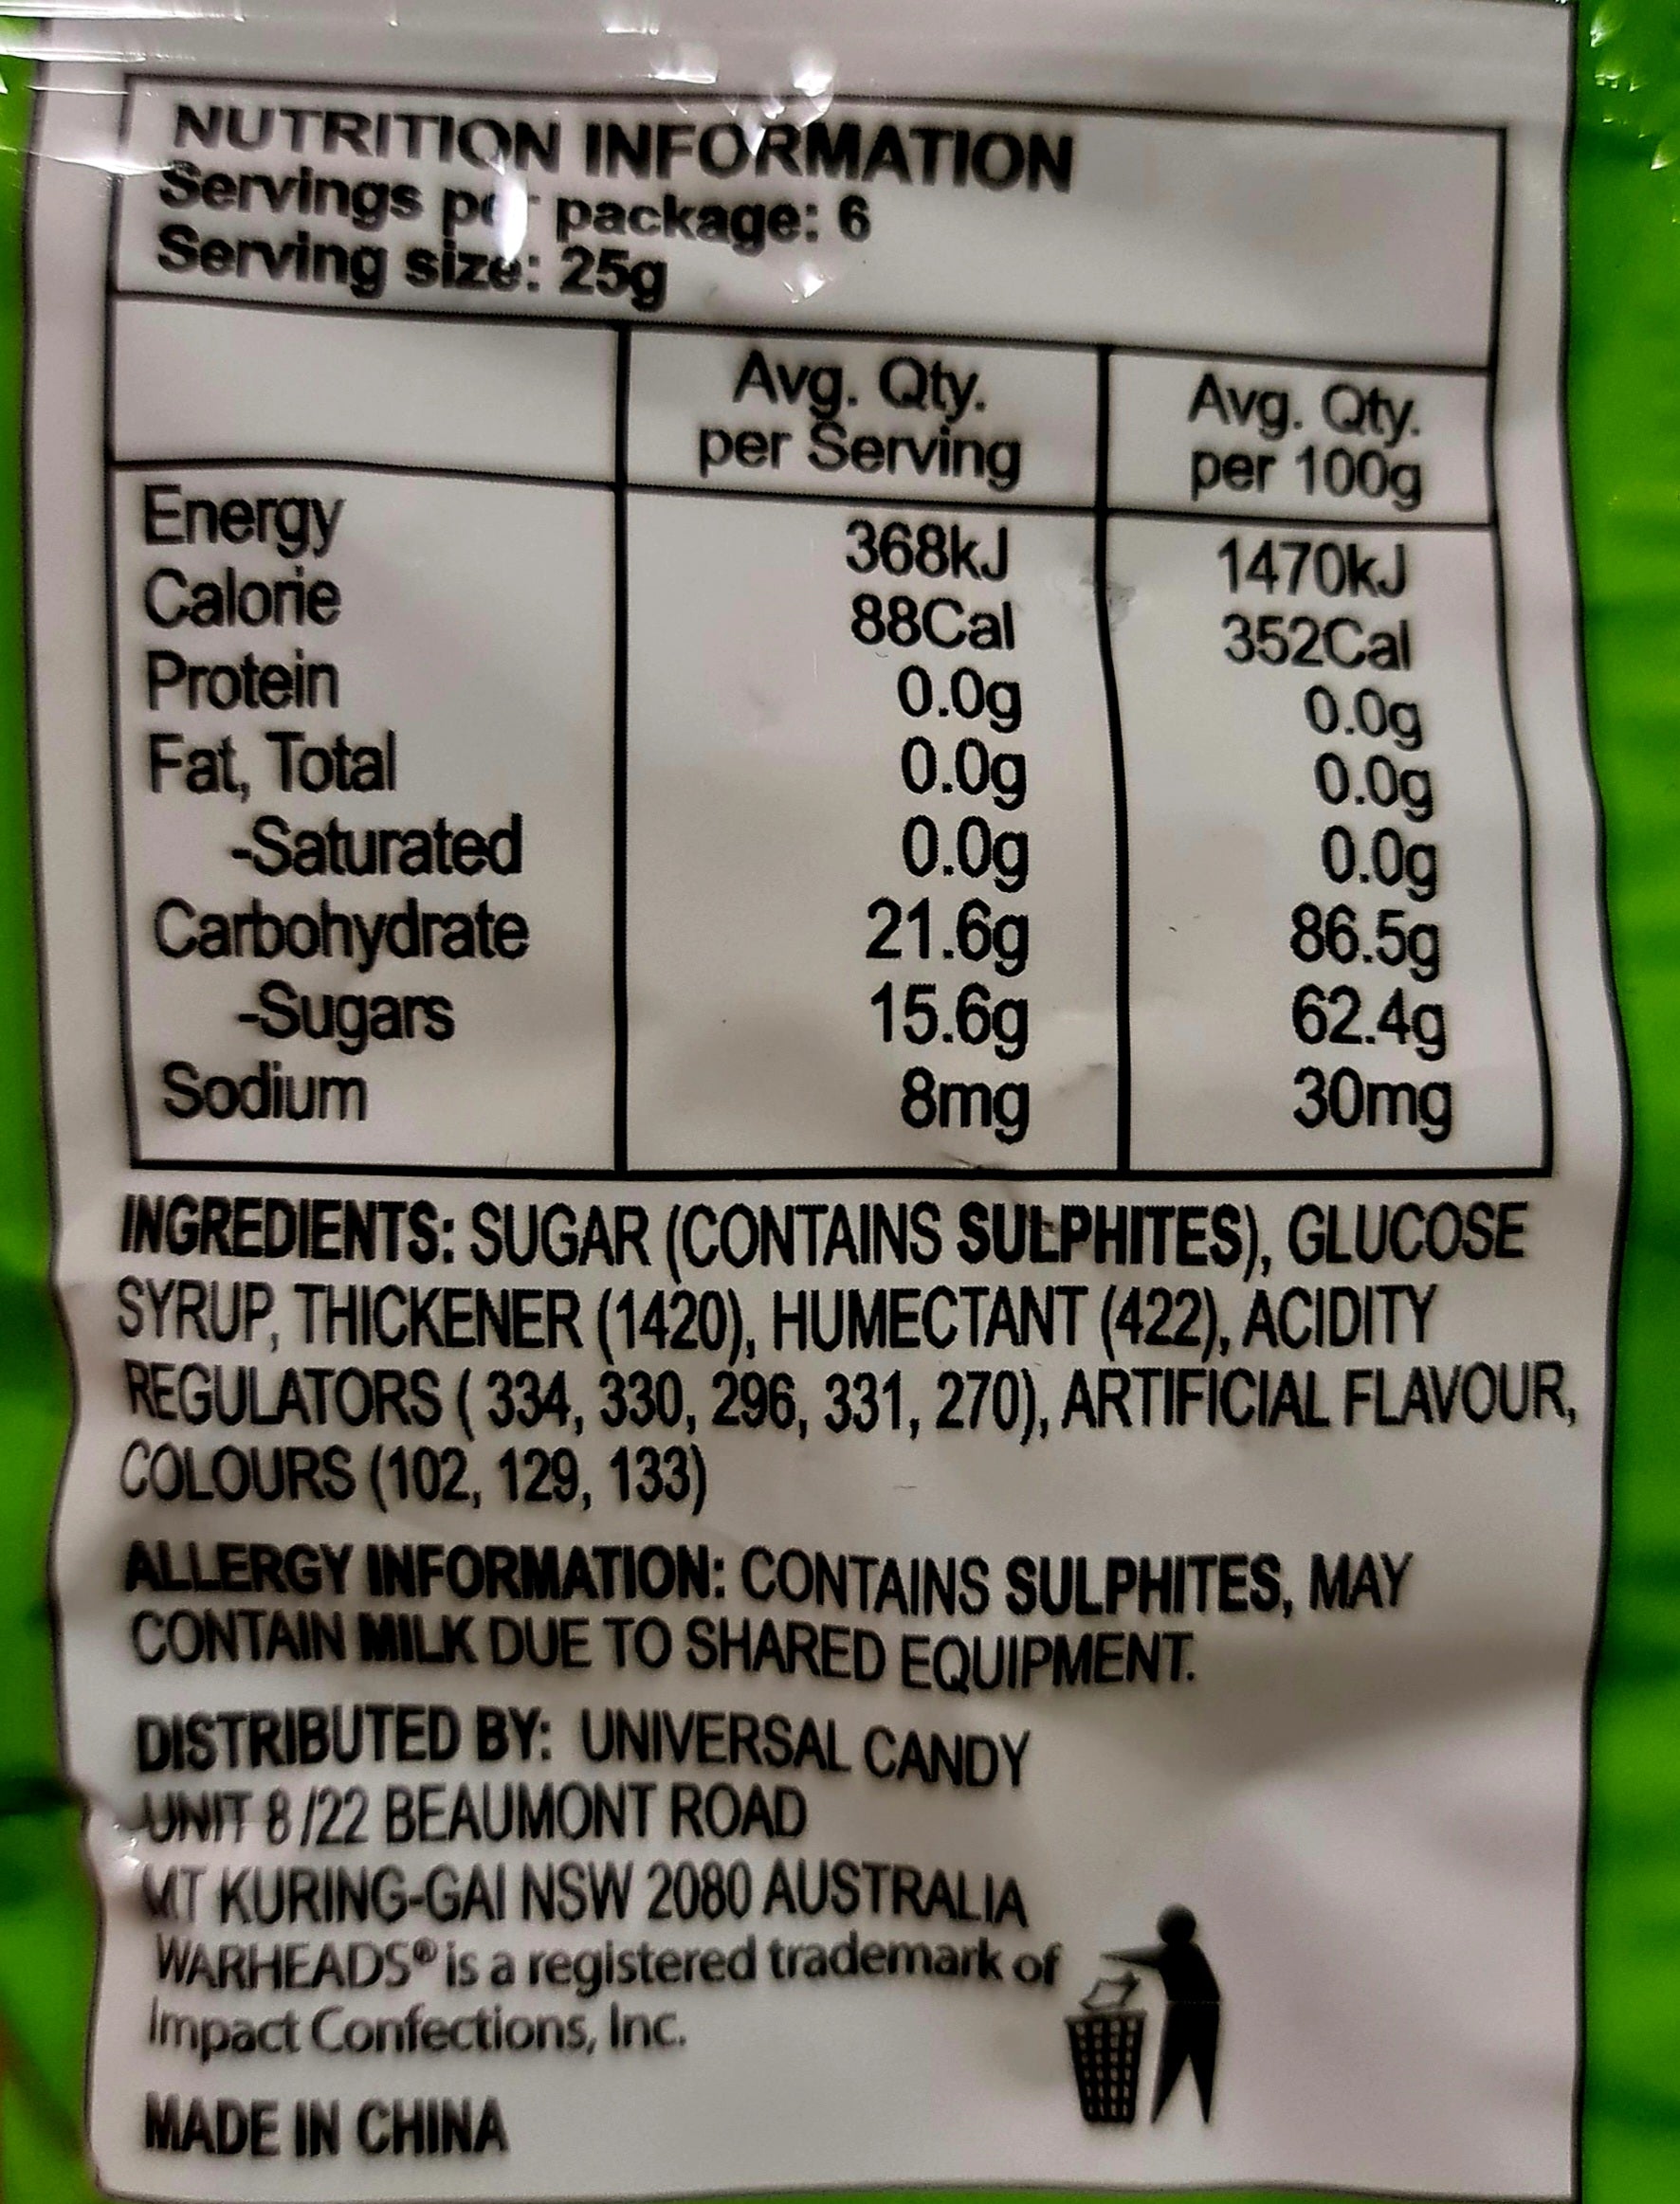 NUTRITION INFORMATION
Servings per package: 6
Serving size: 25g
Avg. Qty. per Serving Avg. Qty. per 100g
Energy 368kJ 1470kJ
Calorie 88Cal 352Cal
Protein 0.0g 0.0g
Fat, Total 0.0g 0.0g
-Saturated 0.0g 0.0g
Carbohydrate 21.6g 86.5g
-Sugars 15.6g 62.4g
Sodium 8mg 30mg
INGREDIENTS: SUGAR (CONTAINS SULPHITES), GLUCOSE
SYRUP, THICKENER (1420), HUMECTANT (422), ACIDITY
REGULATORS ( 334, 330, 296, 331, 270), ARTIFICIAL FLAVOUR,
COLOURS (102, 129, 133)
ALLERGY INFORMATION: CONTAINS SULPHITES, MAY
CONTAIN MILK DUE TO SHARED EQUIPMENT.
DISTRIBUTED BY: UNIVERSAL CANDY
UNIT 8 /22 BEAUMONT ROAD
MT KURING-GAI NSW 2080 AUSTRALIA
WARHEADS® is a registered trademark of
Impact Confections, Inc.
MADE IN CHINA